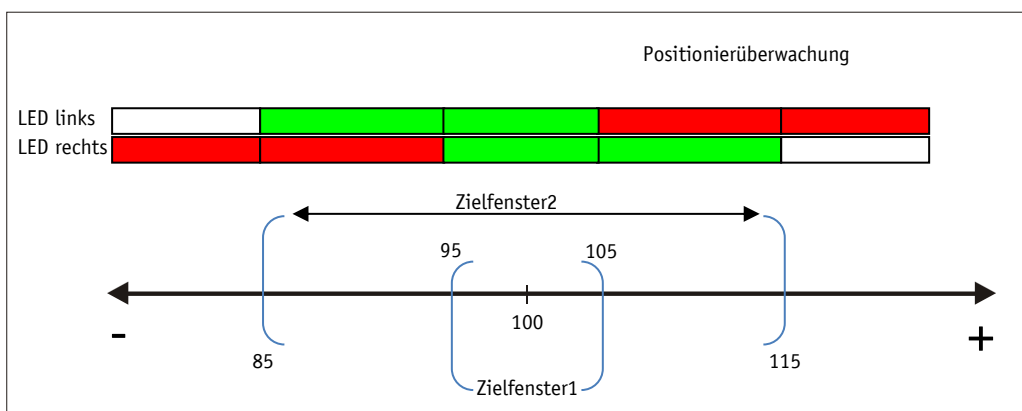 Positionierüberwachung
LED links
LED rechts
Zielfenster2
95
105
100
-
+
85
115
Zielfenster1